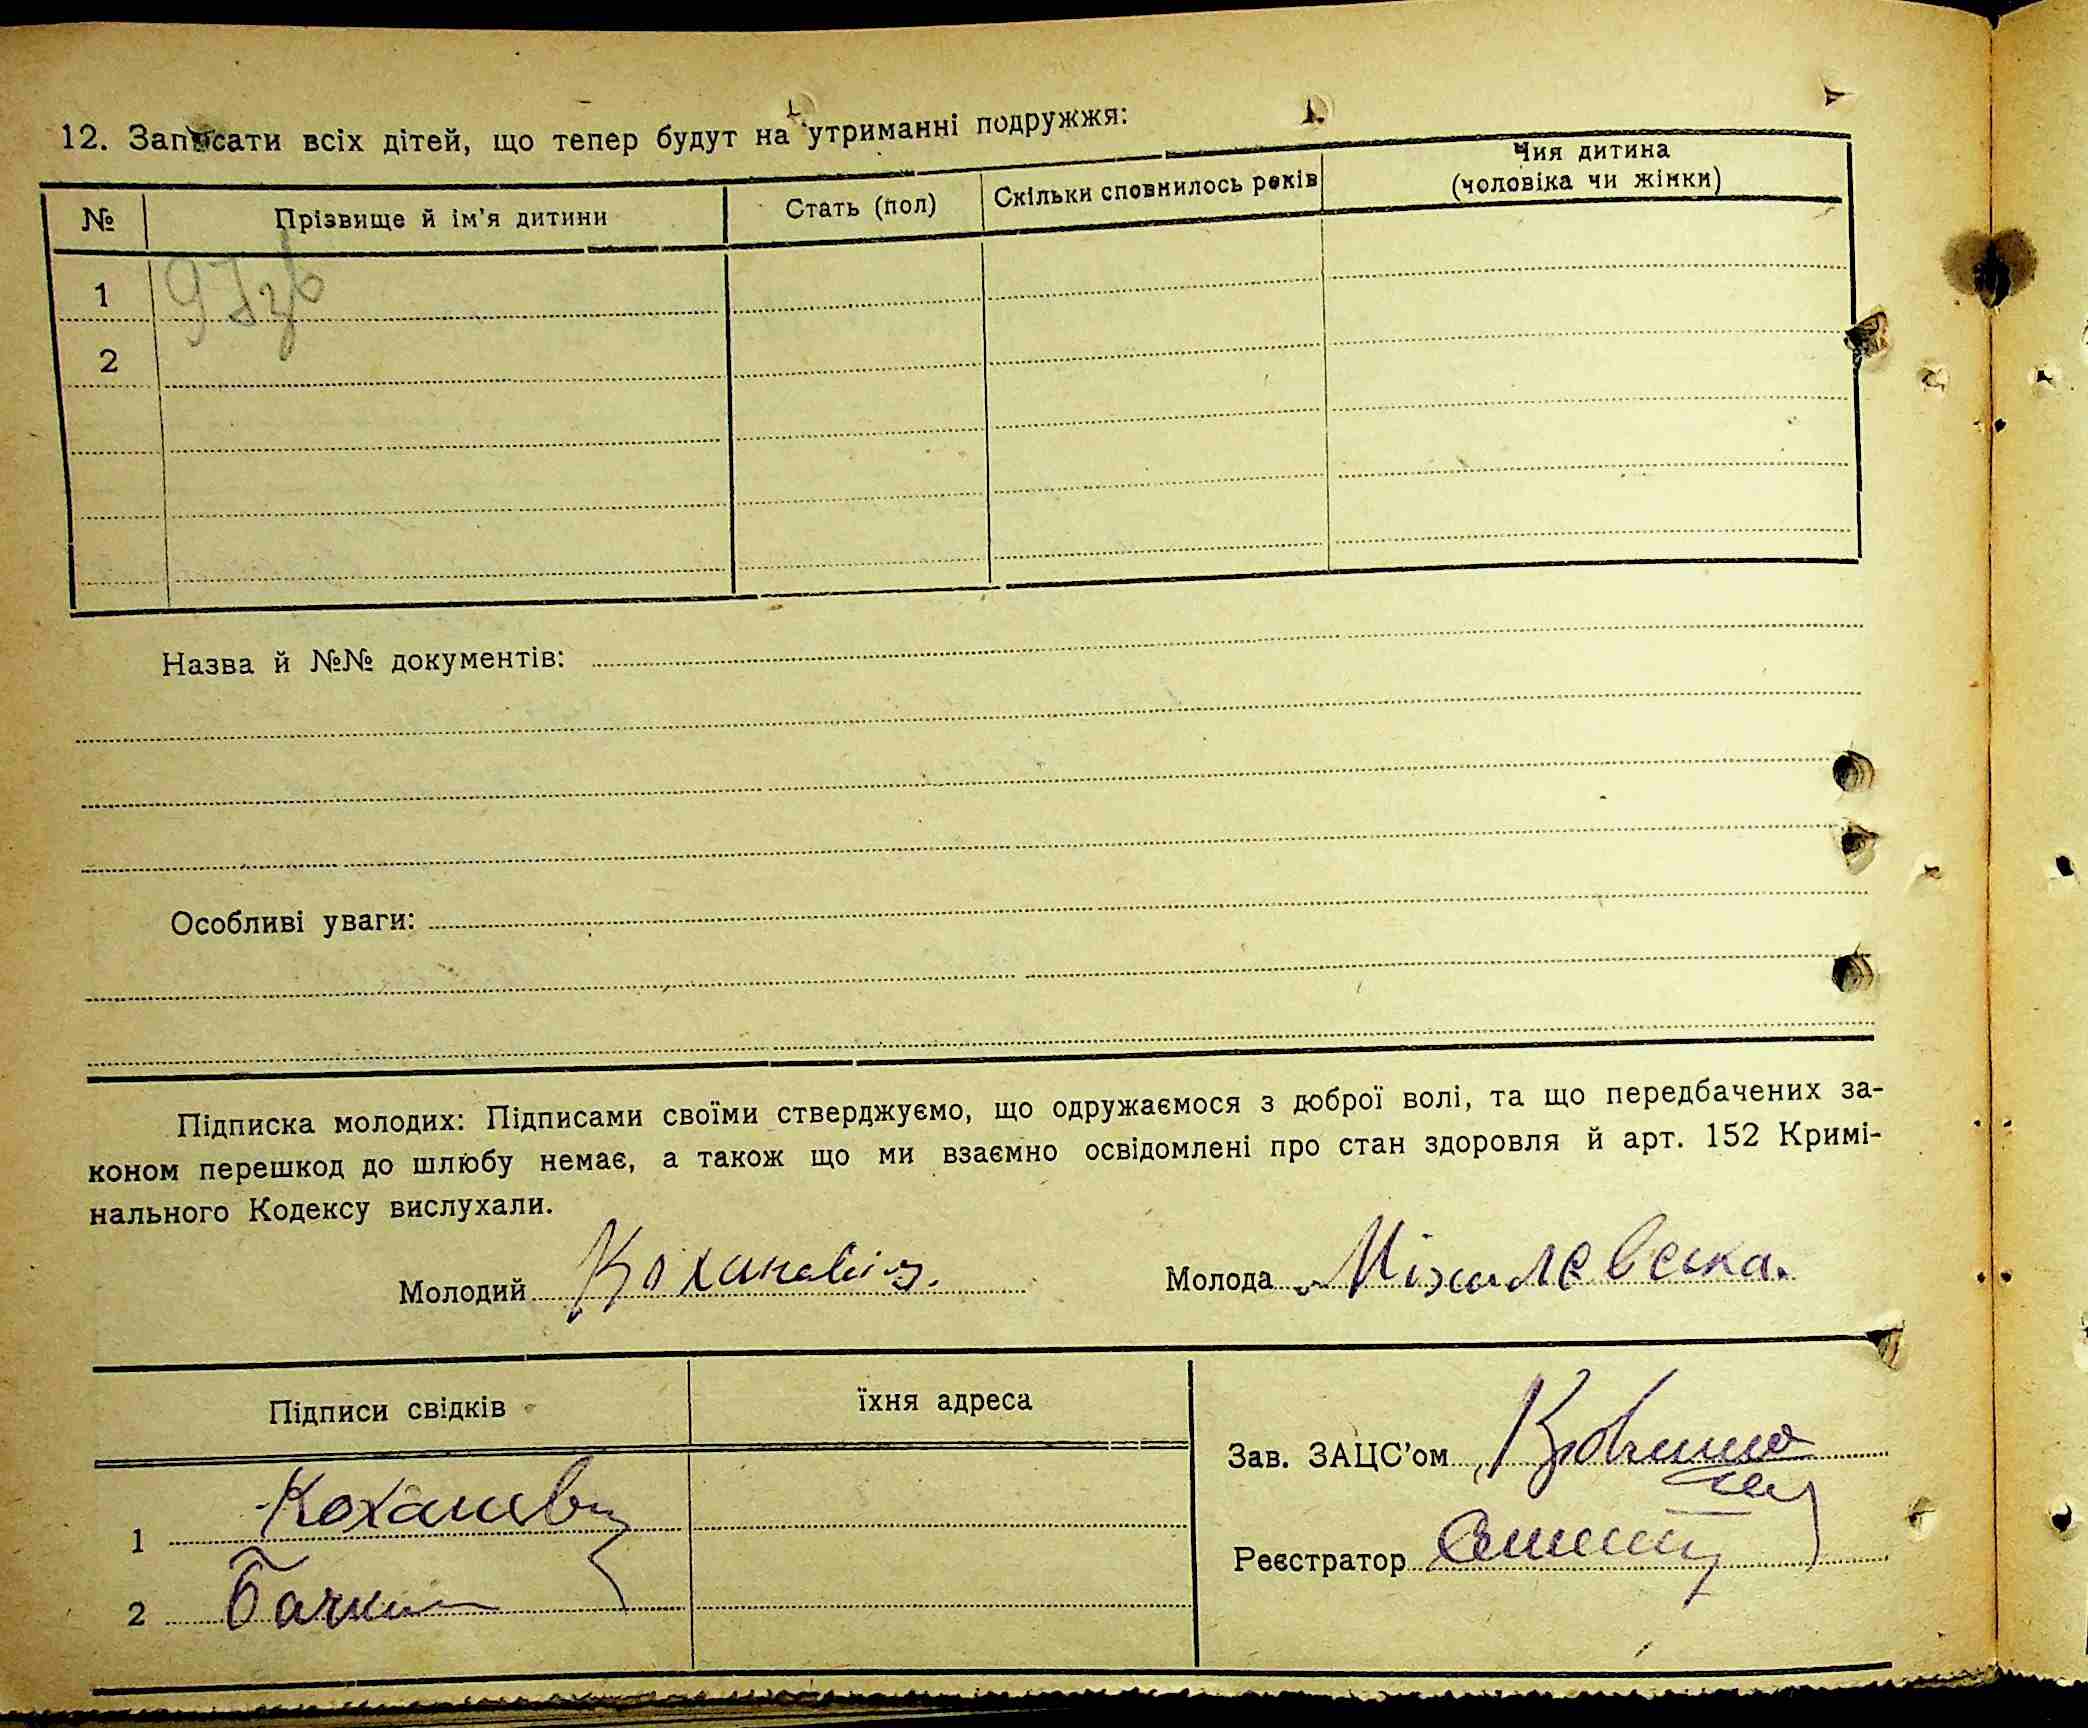 12. Записати всіх дітей, що тепер будут на утриманні подружжя:
№ Прізвище й ім'я дитини Стать (пол) Скільки сповнилось років Чия дитина (чоловіка чи жінки)
1
2
Назва й №№ документів:
Особливі уваги:
Підписка молодих: Підписами своїми стверджуємо, що одружаємося з доброї волі, та що передбачених за-
коном перешкод до шлюбу немає, а також що ми взаємно освідомлені про стан здоровля й арт. 152 Кримі-
нального Кодексу вислухали.
Молодий Молода Міхалевска.
Підписи свідків їхня адреса
Зав. ЗАЦС'ом
1
Реєстратор
2